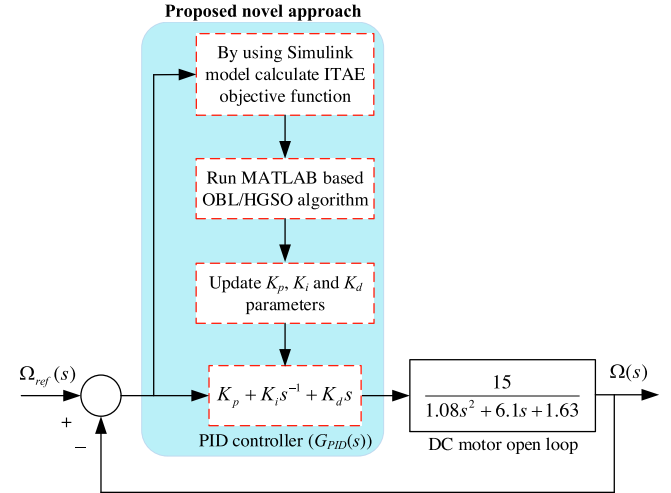 Proposed novel approach
By using Simulink
model calculate ITAE
objective function
Run MATLAB based
OBL/HGSO algorithm
Update Kp, Ki and Kd
parameters
Ωref (s)
+
−
Kp + Ki s⁻¹ + Kd s
PID controller (GPID(s))
15
1.08s² + 6.1s + 1.63
DC motor open loop
Ω(s)